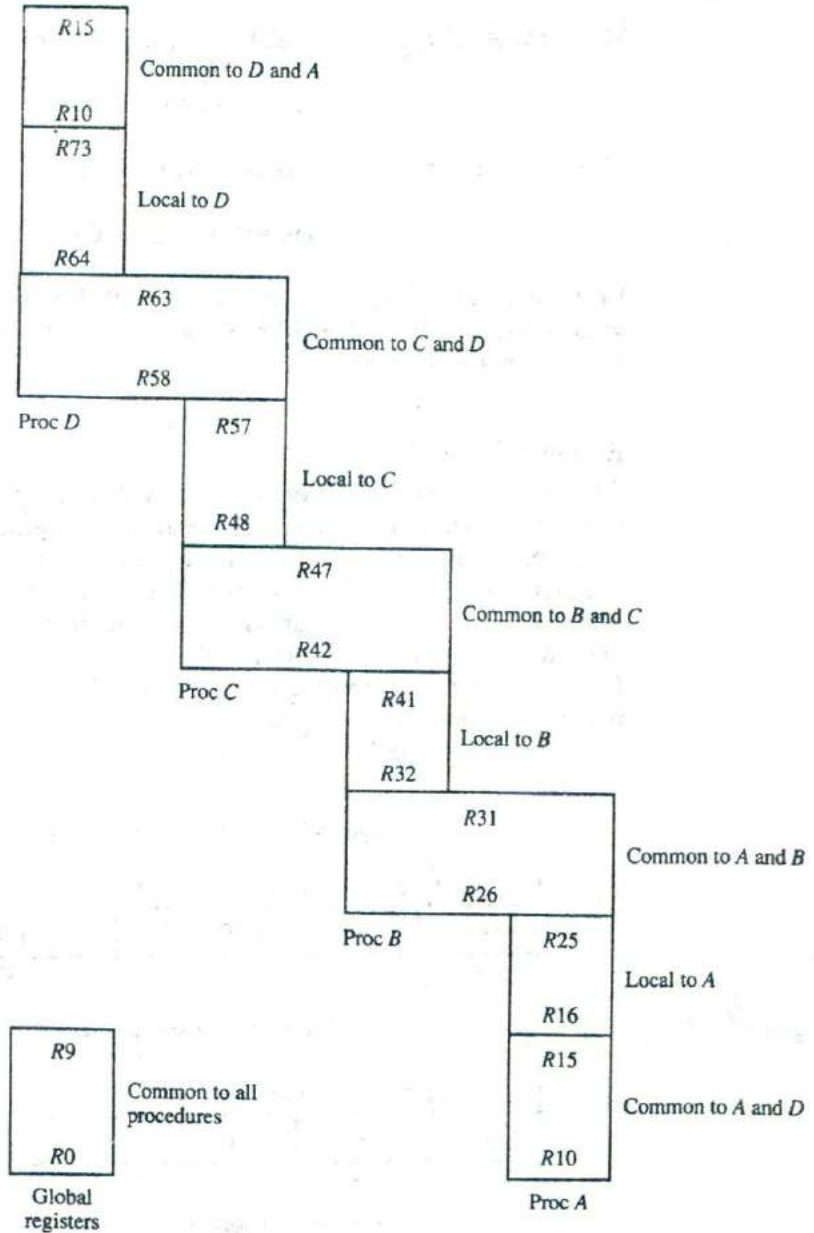 R15
Common to D and A
R10
R73
Local to D
R64
R63
Common to C and D
R58
Proc D
R57
Local to C
R48
R47
Common to B and C
R42
Proc C
R41
Local to B
R32
R31
Common to A and B
R26
Proc B
R25
Local to A
R16
R9
Common to all
procedures
R0
Global
registers
R15
Common to A and D
R10
Proc A